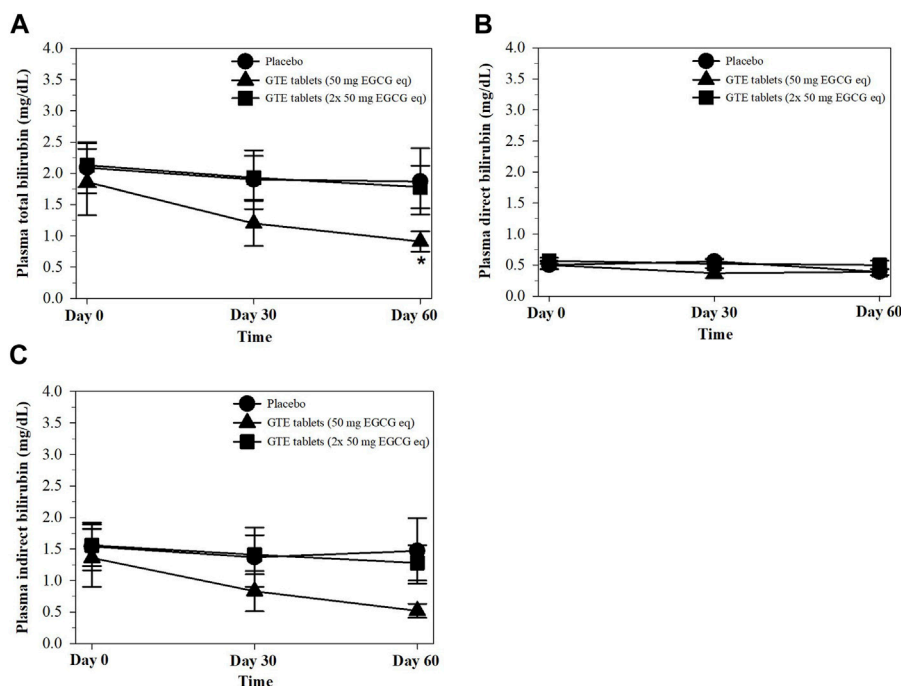 A
Plasma total bilirubin (mg/dL)
4.0
3.5
3.0
2.5
2.0
1.5
1.0
0.5
0.0
Placebo
GTE tablets (50 mg EGCG eq)
GTE tablets (2x 50 mg EGCG eq)
*
Day 0
Day 30
Day 60
Time
B
Plasma direct bilirubin (mg/dL)
4.0
3.5
3.0
2.5
2.0
1.5
1.0
0.5
0.0
Placebo
GTE tablets (50 mg EGCG eq)
GTE tablets (2x 50 mg EGCG eq)
Day 0
Day 30
Day 60
Time
C
Plasma indirect bilirubin (mg/dL)
4.0
3.5
3.0
2.5
2.0
1.5
1.0
0.5
0.0
Placebo
GTE tablets (50 mg EGCG eq)
GTE tablets (2x 50 mg EGCG eq)
Day 0
Day 30
Day 60
Time